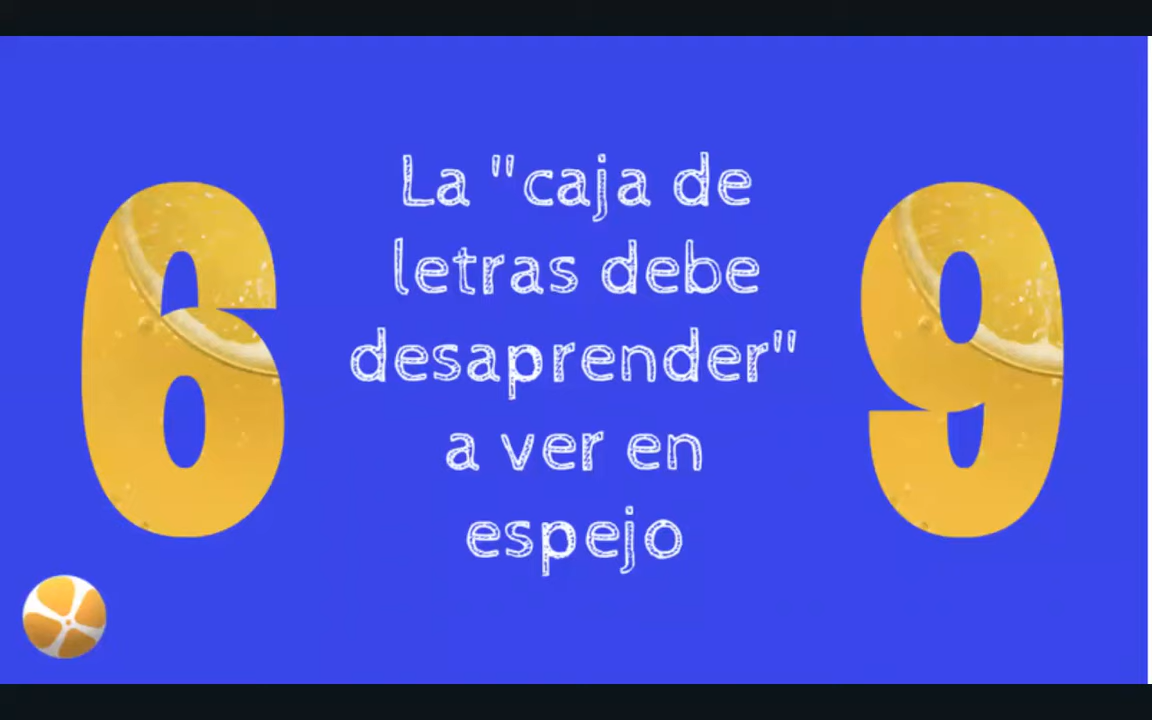 6
La "caja de
letras debe
desaprender"
a ver en
espejo
9